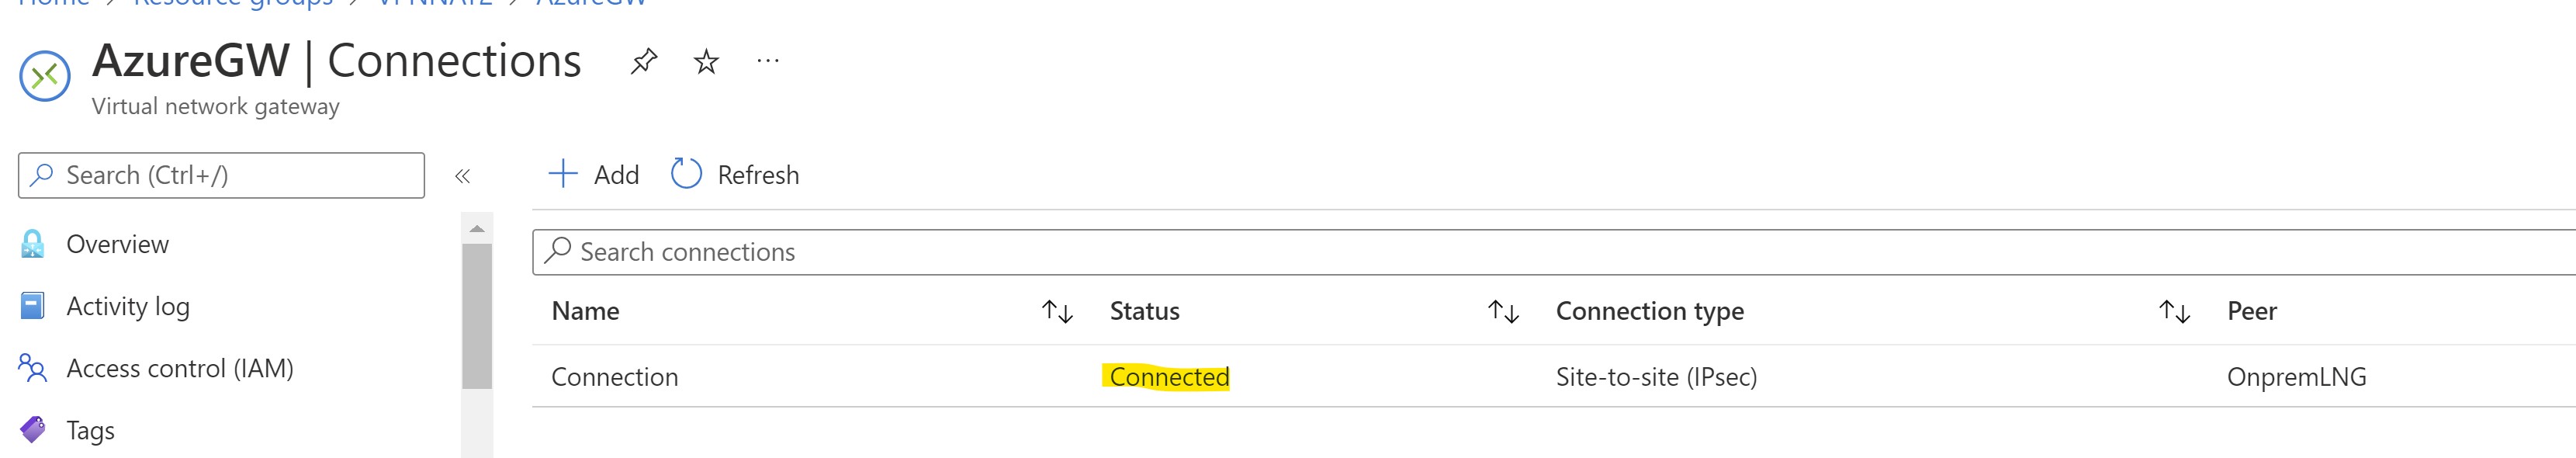 Home > Resource groups > VPNNAT2 > AzureGW
AzureGW | Connections
Virtual network gateway
Search (Ctrl+/)
Add
Refresh
Overview
Search connections
Activity log
Name
Status
Connection type
Peer
Access control (IAM)
Connection
Connected
Site-to-site (IPsec)
OnpremLNG
Tags